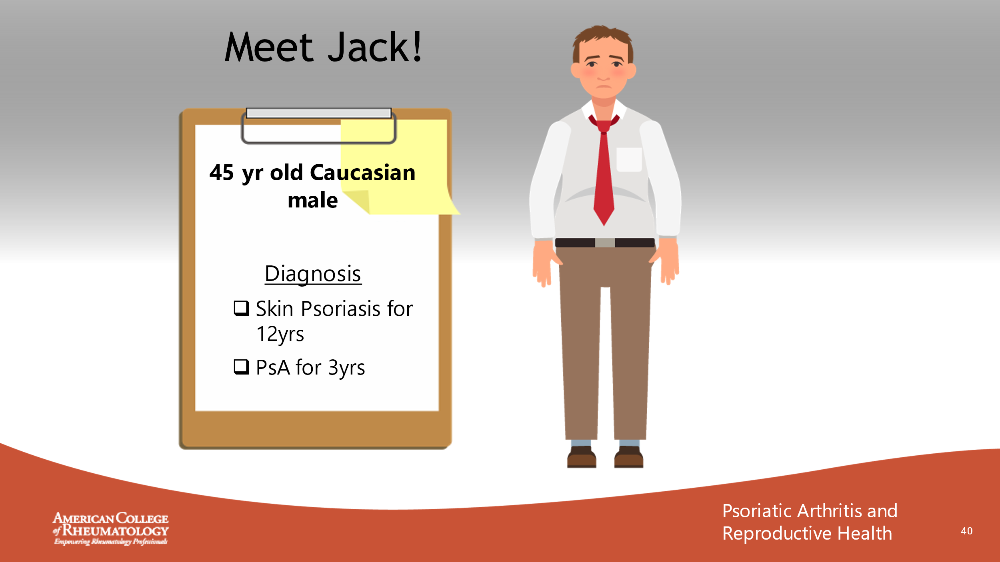 Meet Jack!
45 yr old Caucasian
male
Diagnosis
❑ Skin Psoriasis for
12yrs
❑ PsA for 3yrs
AMERICAN COLLEGE
of RHEUMATOLOGY
Empowering Rheumatology Professionals
Psoriatic Arthritis and
Reproductive Health
40